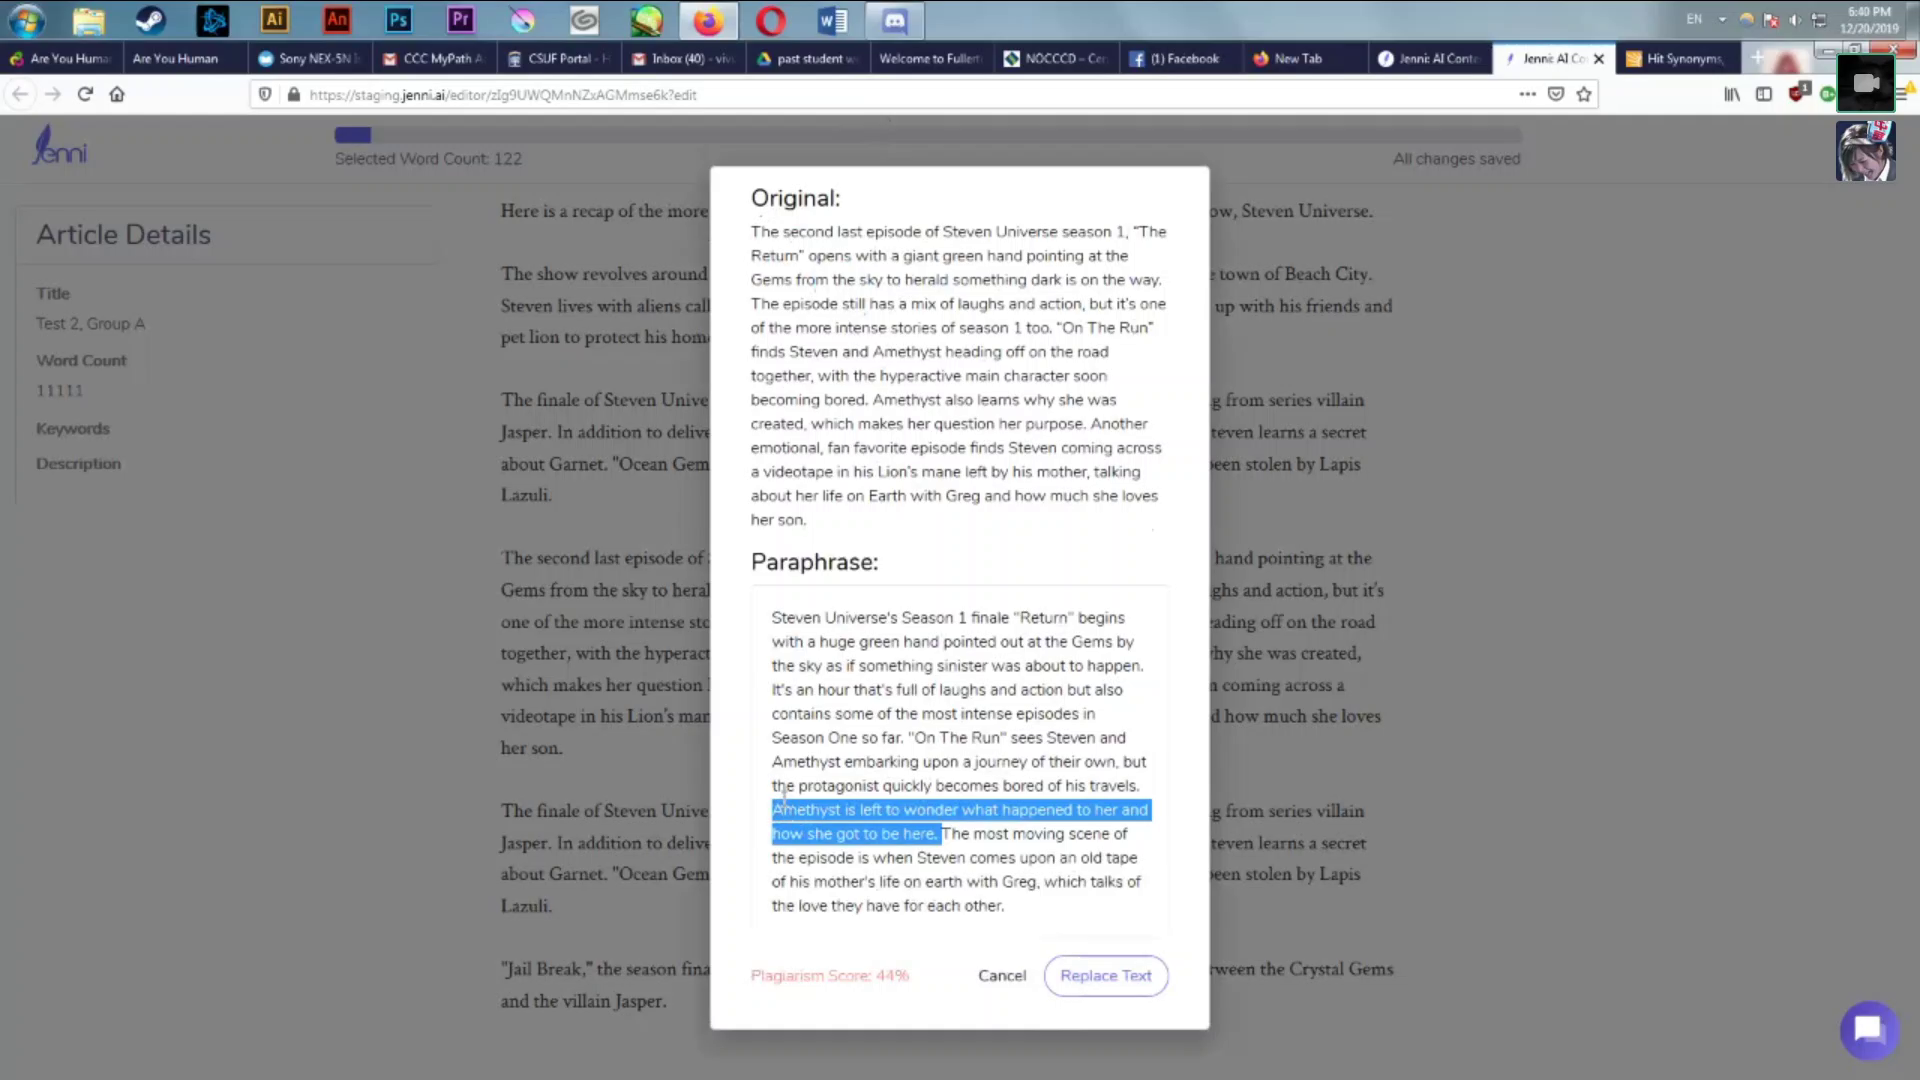 Ai
An
Ps
Pr
EN
6:40 PM
12/20/2019
Are You Huma
Are You Human
Sony NEX-5N
CCC MyPath A
CSUF Portal - H
Inbox (40) - viv
past student w
Welcome to Fullert
NOCCCD – Cer
(1) Facebook
New Tab
Jenni AI Conte
Jenni AI Co
Hit Synonyms,
https://staging.jenni.ai/editor/zIg9UWQMnNZxAGMmse6k?edit
Jenni
Selected Word Count: 122
All changes saved
Article Details
Title
Test 2, Group A
Word Count
11111
Keywords
Description
Here is a recap of the more
ow, Steven Universe.
The show revolves around
e town of Beach City.
Steven lives with aliens call
up with his friends and
pet lion to protect his hom
The finale of Steven Unive
g from series villain
Jasper. In addition to delive
teven learns a secret
about Garnet. "Ocean Gem
been stolen by Lapis
Lazuli.
The second last episode of
hand pointing at the
Gems from the sky to heral
ghs and action, but it's
one of the more intense sto
ading off on the road
together, with the hyperact
hy she was created,
which makes her question
n coming across a
videotape in his Lion's man
d how much she loves
her son.
The finale of Steven Unive
g from series villain
Jasper. In addition to delive
teven learns a secret
about Garnet. "Ocean Gem
been stolen by Lapis
Lazuli.
"Jail Break," the season fina
ween the Crystal Gems
and the villain Jasper.
Original:
The second last episode of Steven Universe season 1, "The
Return" opens with a giant green hand pointing at the
Gems from the sky to herald something dark is on the way.
The episode still has a mix of laughs and action, but it's one
of the more intense stories of season 1 too. "On The Run"
finds Steven and Amethyst heading off on the road
together, with the hyperactive main character soon
becoming bored. Amethyst also learns why she was
created, which makes her question her purpose. Another
emotional, fan favorite episode finds Steven coming across
a videotape in his Lion's mane left by his mother, talking
about her life on Earth with Greg and how much she loves
her son.
Paraphrase:
Steven Universe's Season 1 finale "Return" begins
with a huge green hand pointed out at the Gems by
the sky as if something sinister was about to happen.
It's an hour that's full of laughs and action but also
contains some of the most intense episodes in
Season One so far. "On The Run" sees Steven and
Amethyst embarking upon a journey of their own, but
the protagonist quickly becomes bored of his travels.
Amethyst is left to wonder what happened to her and
how she got to be here. The most moving scene of
the episode is when Steven comes upon an old tape
of his mother's life on earth with Greg, which talks of
the love they have for each other.
Plagiarism Score: 44%
Cancel
Replace Text